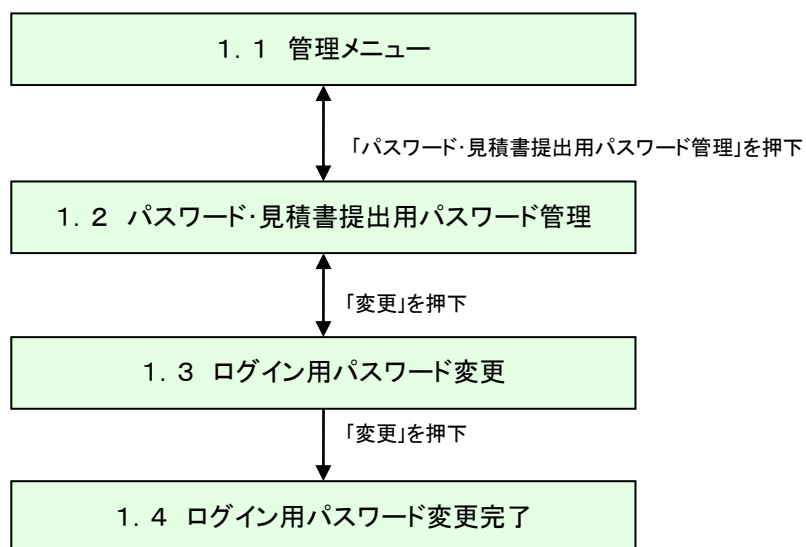 １．１　管理メニュー
「パスワード・見積書提出用パスワード管理」を押下
１．２　パスワード・見積書提出用パスワード管理
「変更」を押下
１．３　ログイン用パスワード変更
「変更」を押下
１．４　ログイン用パスワード変更完了